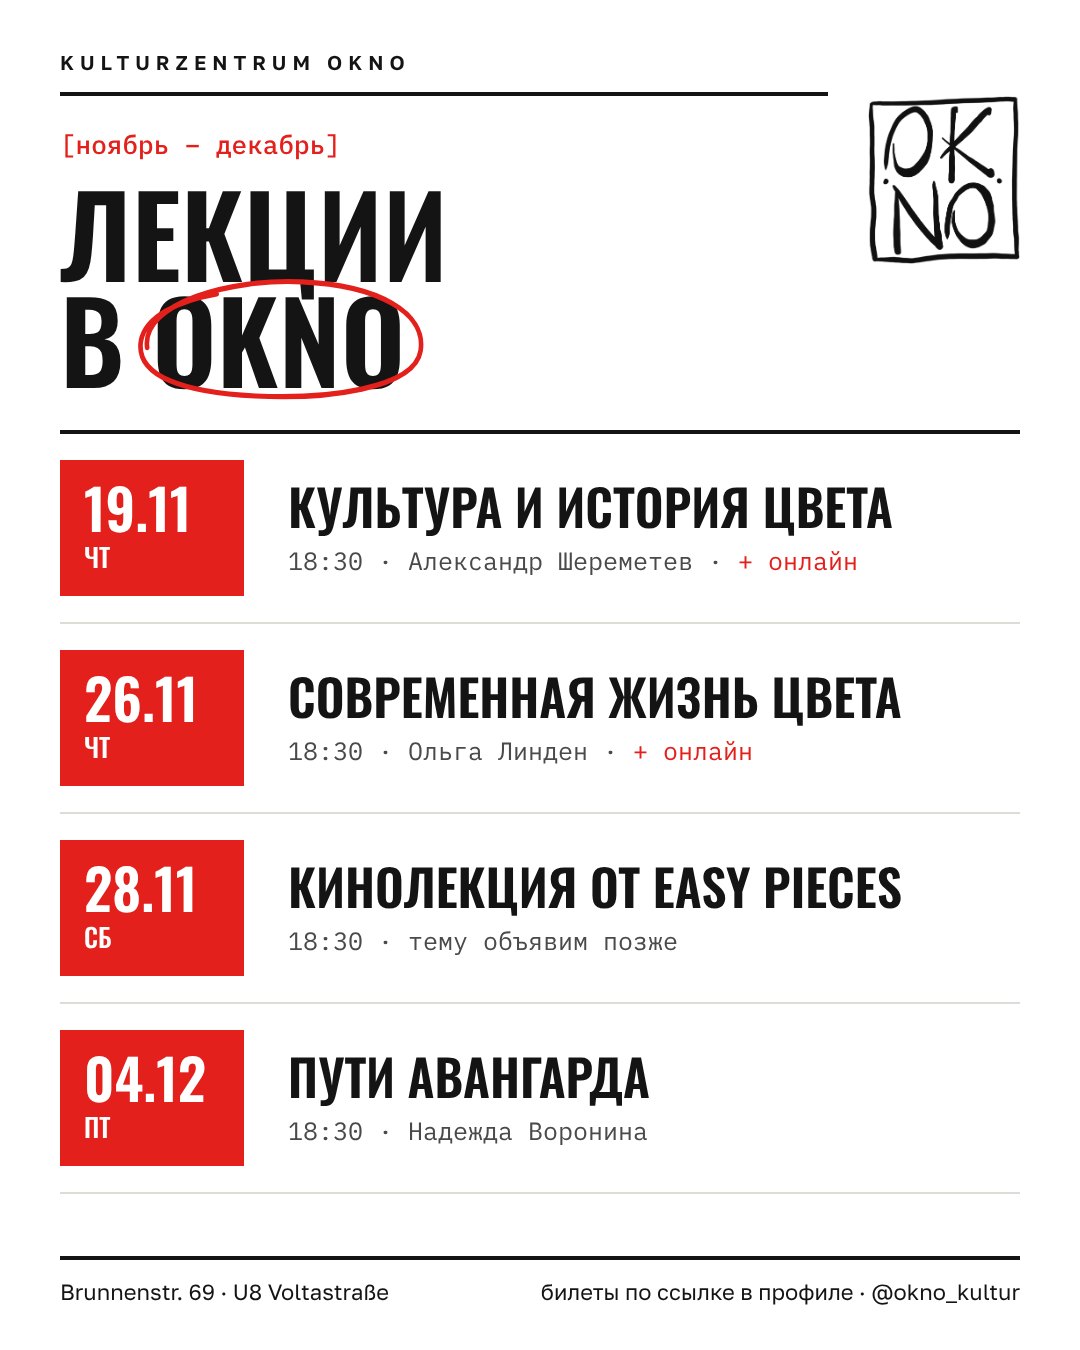 KULTURZENTRUM OKNO
[ноябрь – декабрь]
OK
NO
ЛЕКЦИИ
В OKNO
19.11
ЧТ
КУЛЬТУРА И ИСТОРИЯ ЦВЕТА
18:30 · Александр Шереметев · + онлайн
26.11
ЧТ
СОВРЕМЕННАЯ ЖИЗНЬ ЦВЕТА
18:30 · Ольга Линден · + онлайн
28.11
СБ
КИНОЛЕКЦИЯ ОТ EASY PIECES
18:30 · тему объявим позже
04.12
ПТ
ПУТИ АВАНГАРДА
18:30 · Надежда Воронина
Brunnenstr. 69 · U8 Voltastraße
билеты по ссылке в профиле · @okno_kultur